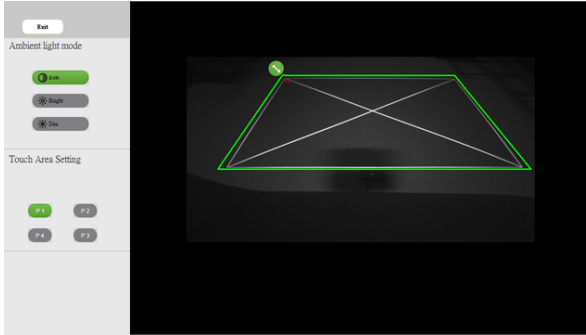 Exit
Ambient light mode
Auto
Bright
Dim
Touch Area Setting
P 1
P 2
P 4
P 3